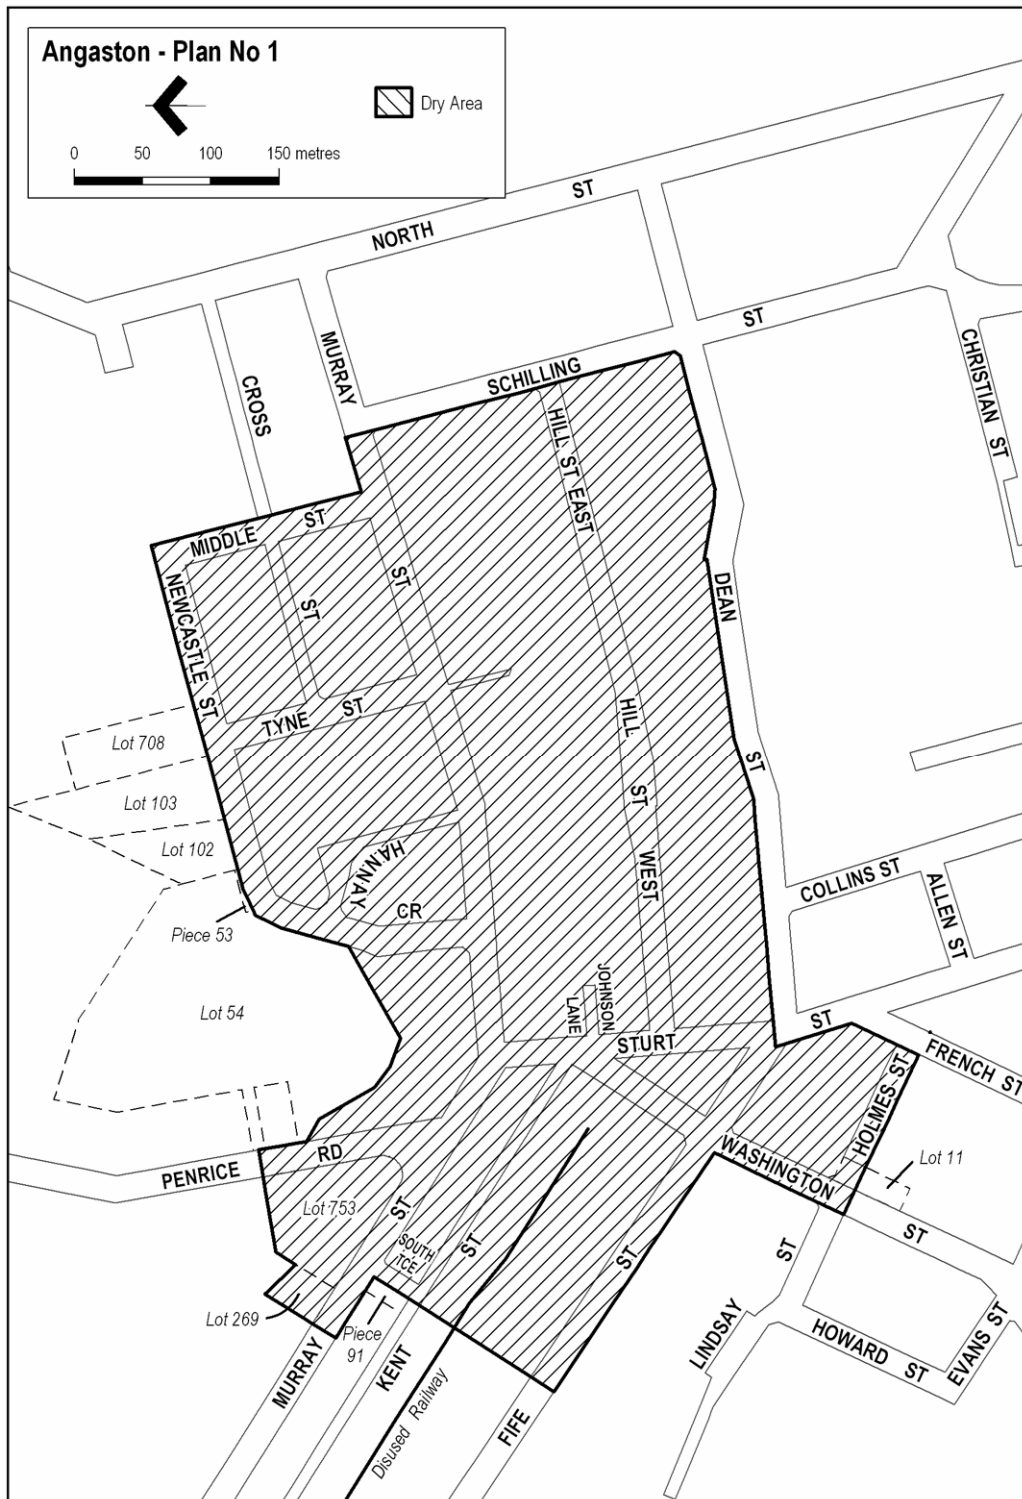 Angaston - Plan No 1
Dry Area
0 50 100 150 metres
NORTH ST
MURRAY
CROSS
SCHILLING ST
CHRISTIAN ST
HILL ST EAST
MIDDLE ST
NEWCASTLE ST
ST
ST
DEAN
TYNE ST
HILL ST WEST
ST
Lot 708
Lot 103
Lot 102
HANNAY
CR
COLLINS ST
ALLEN ST
Piece 53
Lot 54
JOHNSON
LANE
STURT
ST
FRENCH ST
HOLMES ST
PENRICE RD
WASHINGTON
Lot 11
Lot 753
ST
SOUTH
TCE
ST
ST
ST
ST
Lot 269
Piece
91
MURRAY
KENT
LINDSAY
HOWARD ST
EVANS ST
Disused Railway
FIFE